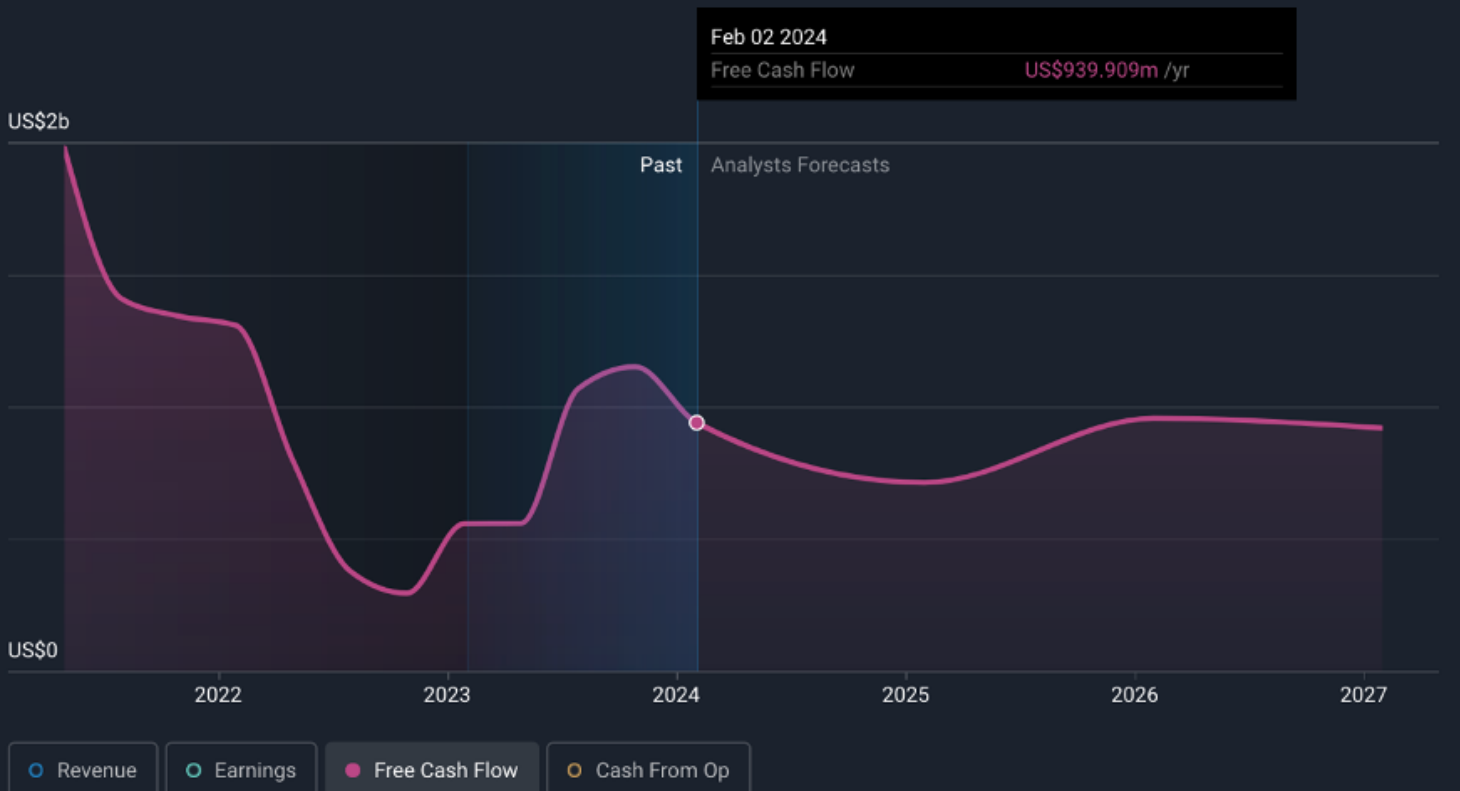 Feb 02 2024
Free Cash Flow US$939.909m /yr
US$2b
Past Analysts Forecasts
US$0
2022 2023 2024 2025 2026 2027
Revenue Earnings Free Cash Flow Cash From Op